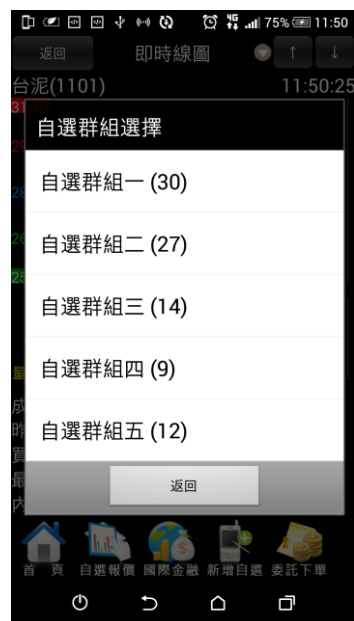 4G 75% 11:50
返回 即時線圖 ↑ ↓
台泥(1101) 11:50:25
自選群組選擇
自選群組一 (30)
自選群組二 (27)
自選群組三 (14)
自選群組四 (9)
自選群組五 (12)
返回
首 頁 自選報價 國際金融 新增自選 委託下單